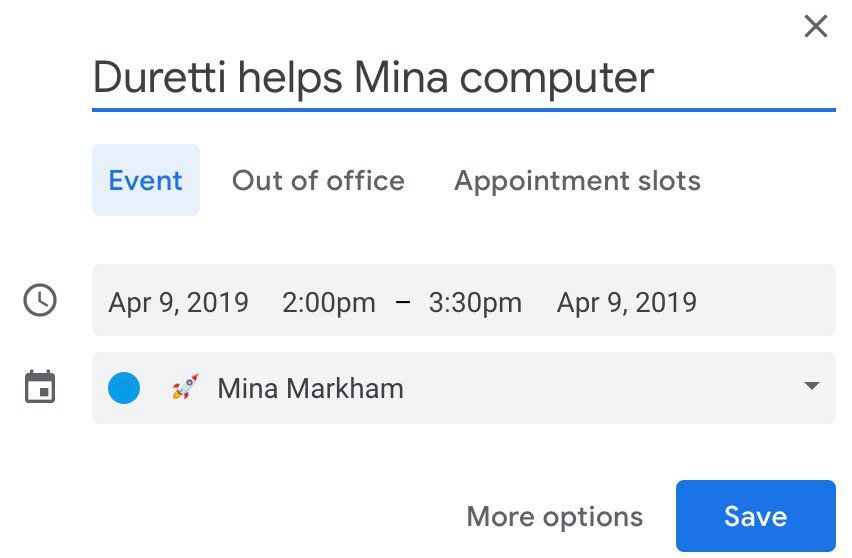 Duretti helps Mina computer
Event Out of office Appointment slots
Apr 9, 2019 2:00pm – 3:30pm Apr 9, 2019
🚀 Mina Markham
More options Save